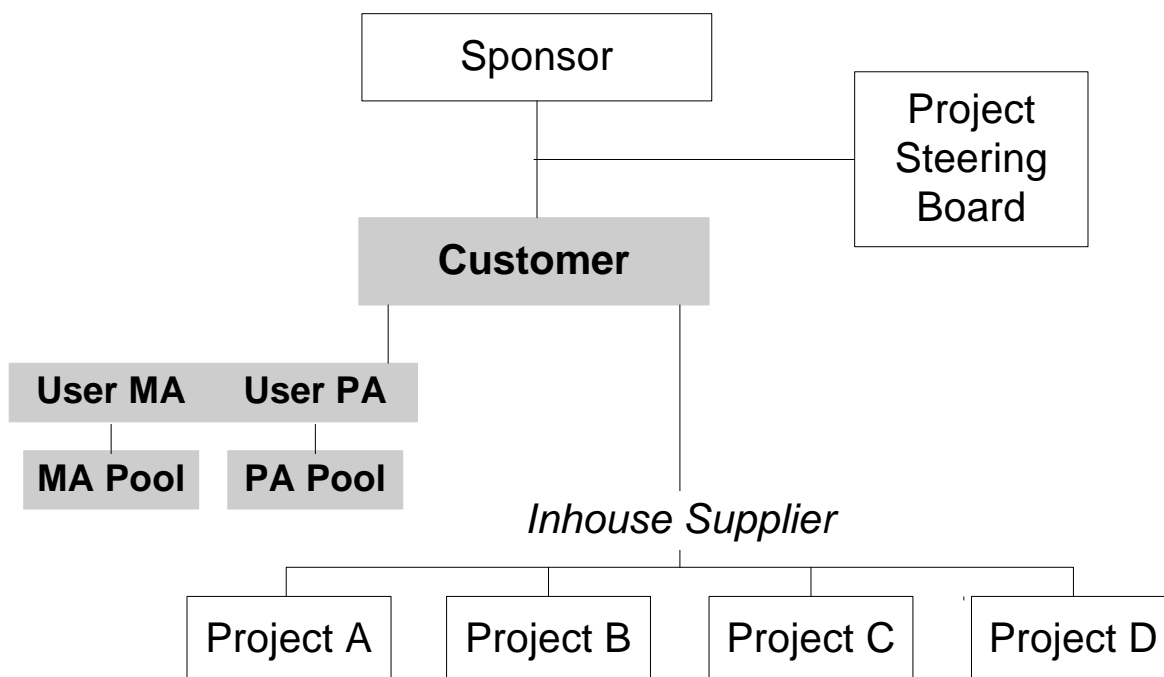 Sponsor
Project
Steering
Board
Customer
User MA
User PA
MA Pool
PA Pool
Inhouse Supplier
Project A
Project B
Project C
Project D